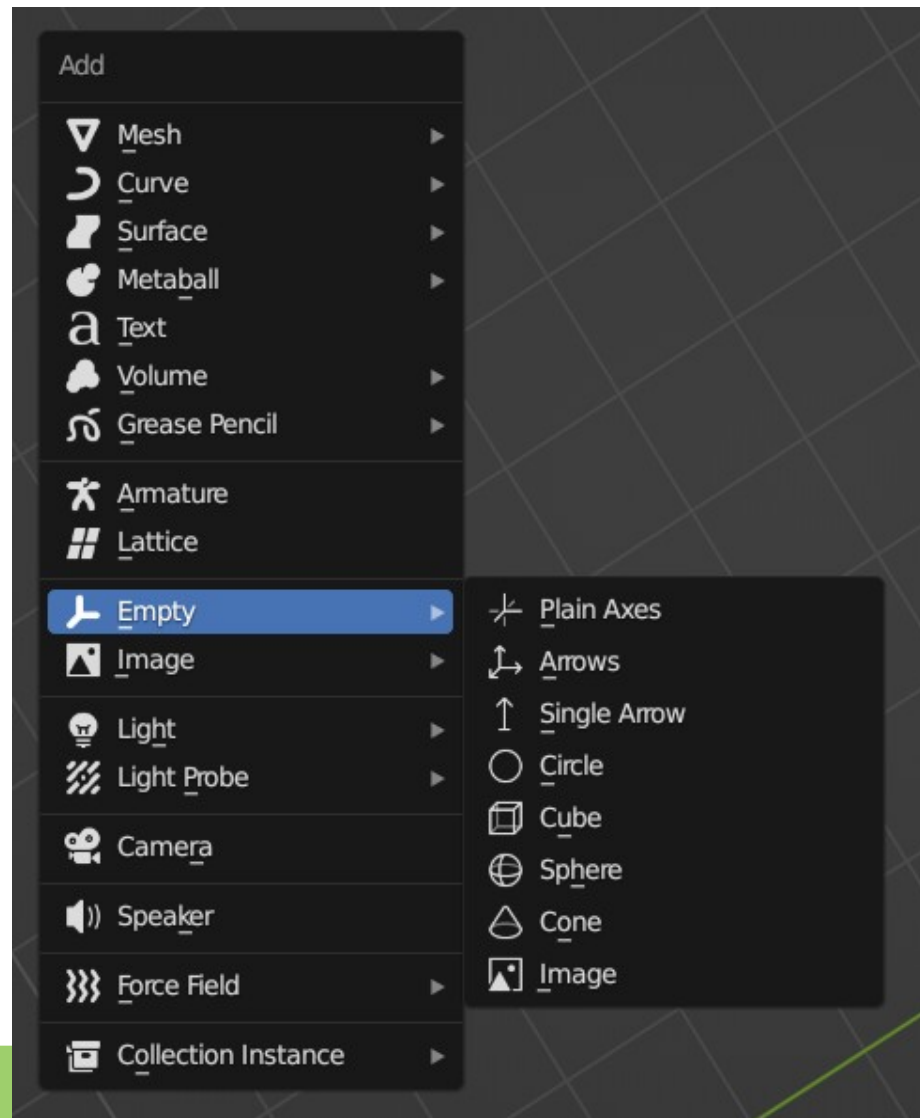 Add
Mesh
Curve
Surface
Metaball
Text
Volume
Grease Pencil
Armature
Lattice
Empty
Image
Light
Light Probe
Camera
Speaker
Force Field
Collection Instance
Plain Axes
Arrows
Single Arrow
Circle
Cube
Sphere
Cone
Image